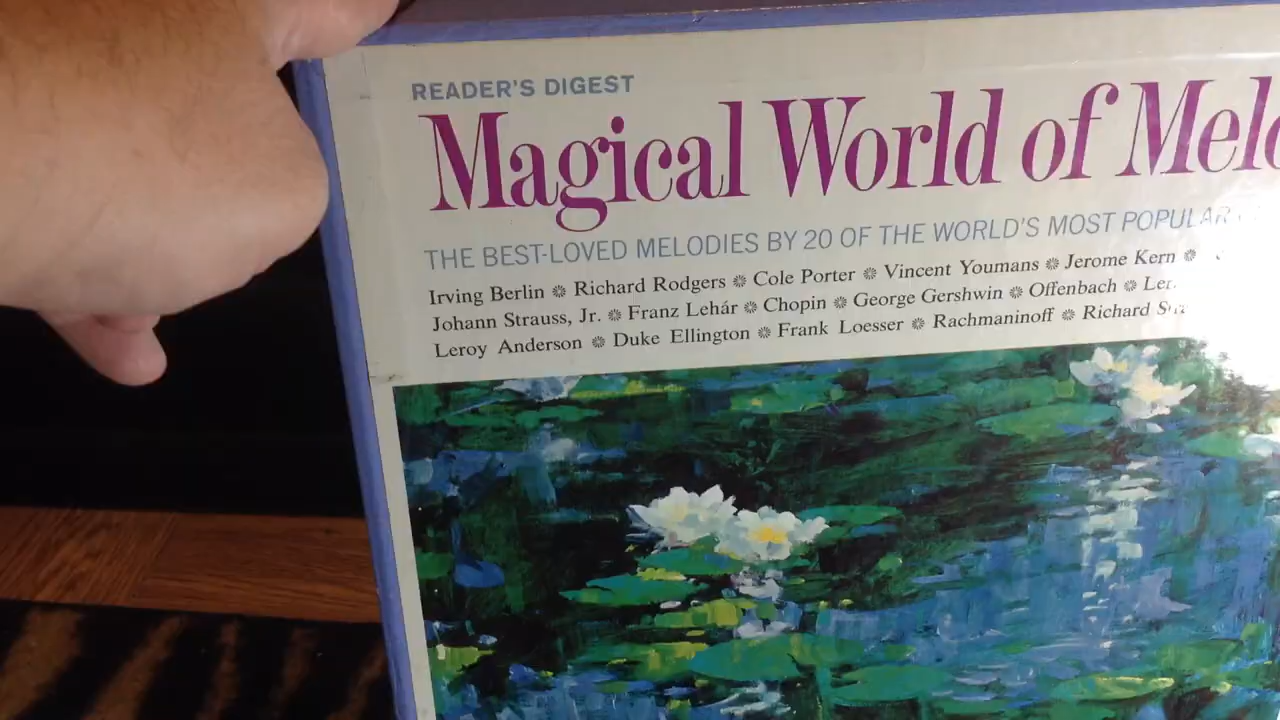 READER'S DIGEST
Magical World of Melo
THE BEST-LOVED MELODIES BY 20 OF THE WORLD'S MOST POPULAR
Irving Berlin ❊ Richard Rodgers ❊ Cole Porter ❊ Vincent Youmans ❊ Jerome Kern ❊
Johann Strauss, Jr. ❊ Franz Lehár ❊ Chopin ❊ George Gershwin ❊ Offenbach ❊
Leroy Anderson ❊ Duke Ellington ❊ Frank Loesser ❊ Rachmaninoff ❊ Richard